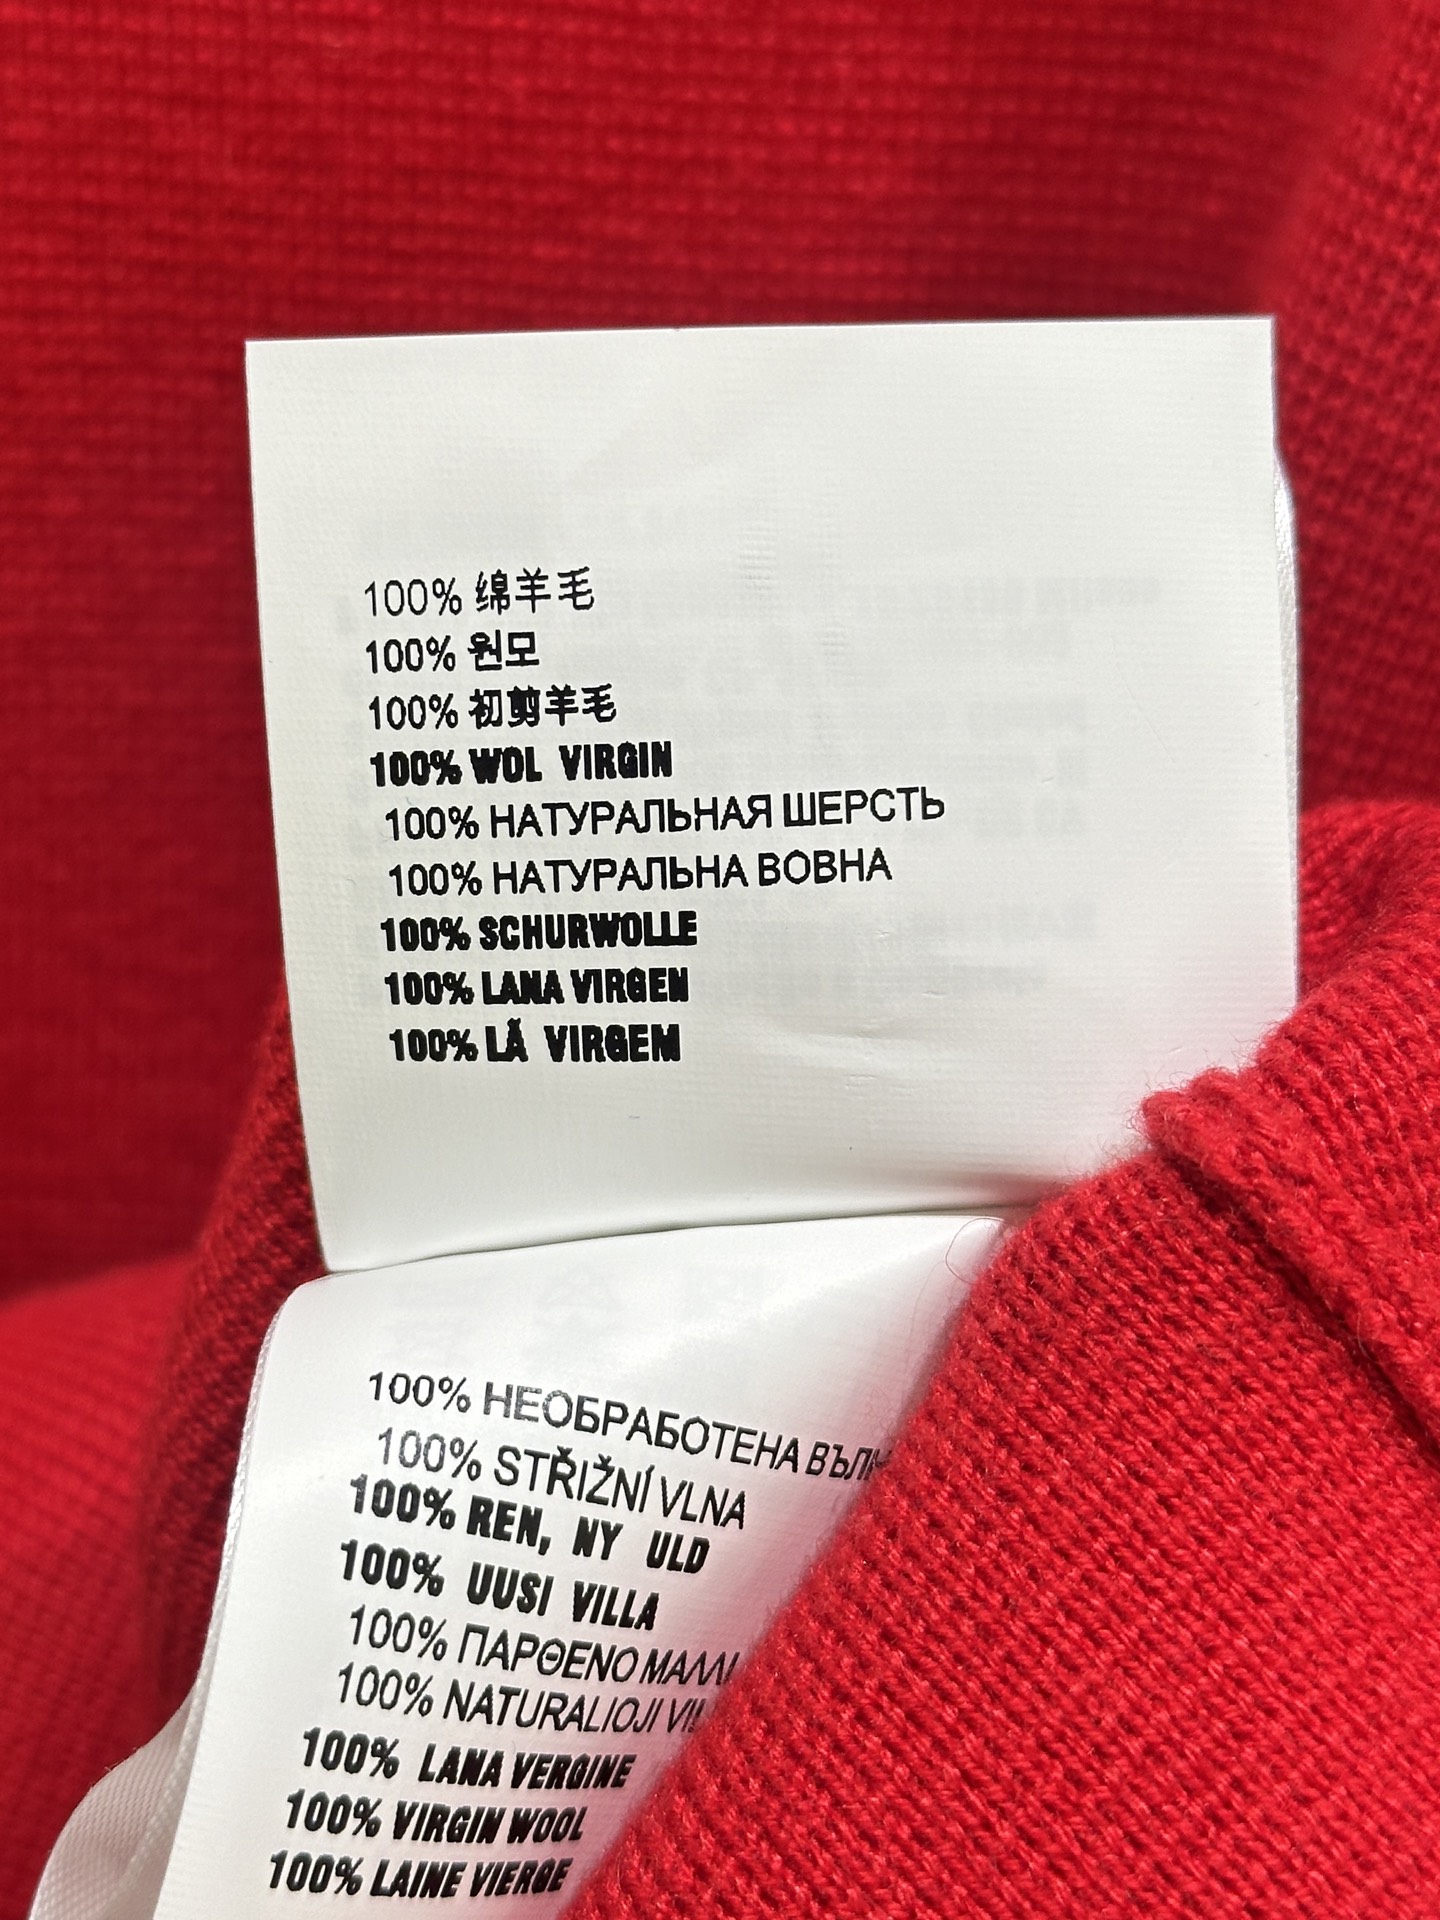 100% 绵羊毛
100% 원모
100% 初剪羊毛
100% WOL VIRGIN
100% НАТУРАЛЬНАЯ ШЕРСТЬ
100% НАТУРАЛЬНА ВОВНА
100% SCHURWOLLE
100% LANA VIRGEN
100% LÃ VIRGEM
100% НЕОБРАБОТЕНА
100% STŘIŽNÍ VLNA
100% REN, NY ULD
100% UUSI VILLA
100% ΠΑΡΘΕΝΟ
100% NATURALIOJI
100% LANA VERGINE
100% VIRGIN WOOL
100% LAINE VIERGE